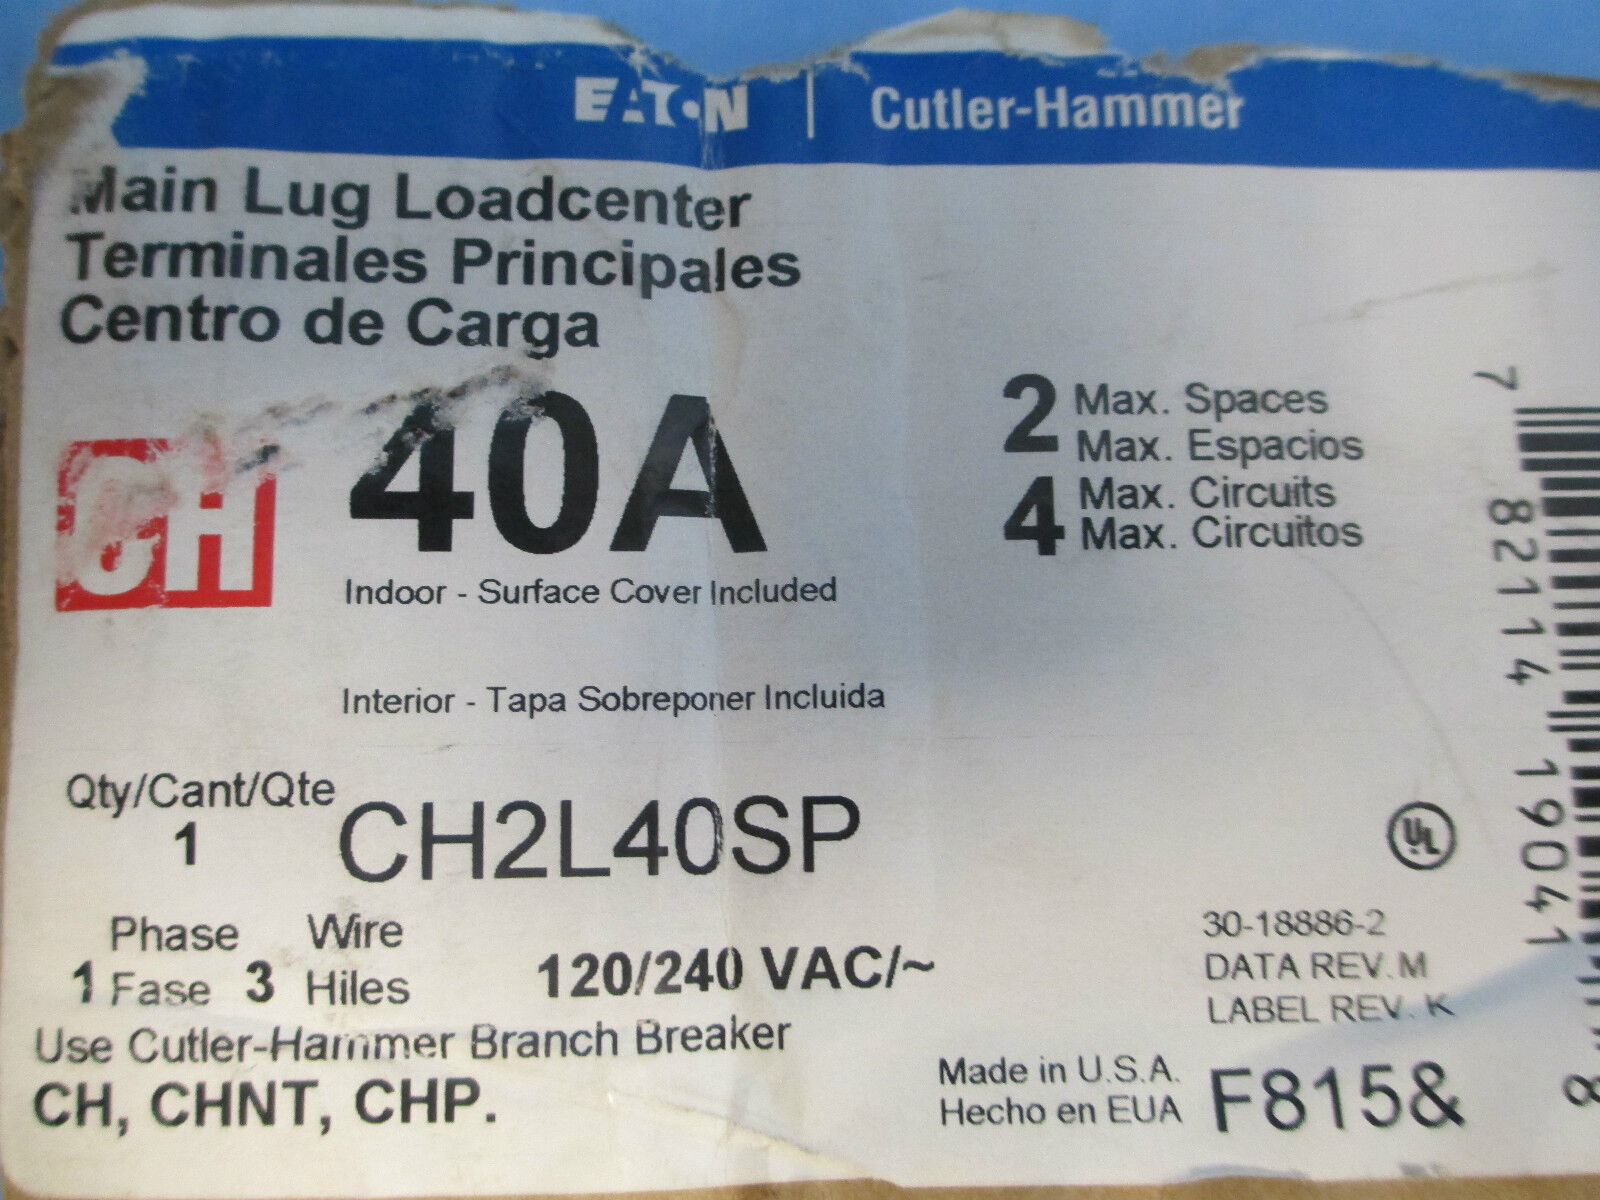 EATON | Cutler-Hammer
Main Lug Loadcenter
Terminales Principales
Centro de Carga
CH
40A
Indoor - Surface Cover Included
Interior - Tapa Sobreponer Incluida
2 Max. Spaces
Max. Espacios
4 Max. Circuits
Max. Circuitos
Qty/Cant/Qte
1
CH2L40SP
Phase Wire
1 Fase 3 Hiles
120/240 VAC/~
Use Cutler-Hammer Branch Breaker
CH, CHNT, CHP.
UL
30-18886-2
DATA REV. M
LABEL REV. K
Made in U.S.A.
Hecho en EUA
F815&
7 82114 19041 8